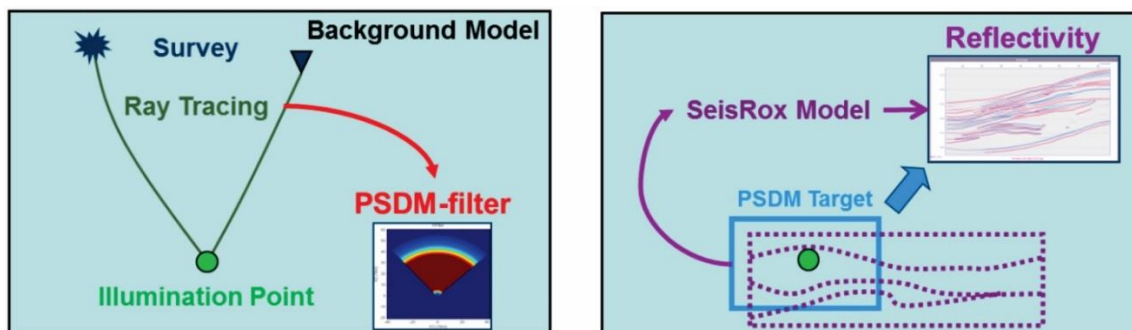 Background Model
Survey
Ray Tracing
PSDM-filter
Illumination Point
Reflectivity
SeisRox Model
PSDM Target